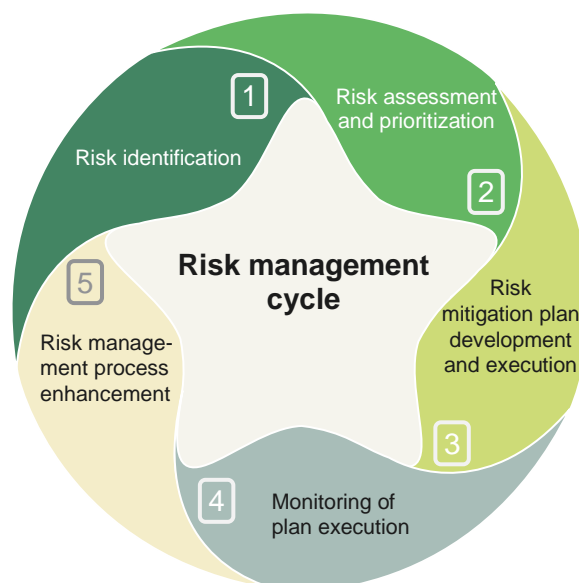 1
Risk identification
Risk assessment
and prioritization
2
Risk management
cycle
Risk
mitigation plan
development
and execution
3
Monitoring of
plan execution
4
5
Risk manage-
ment process
enhancement